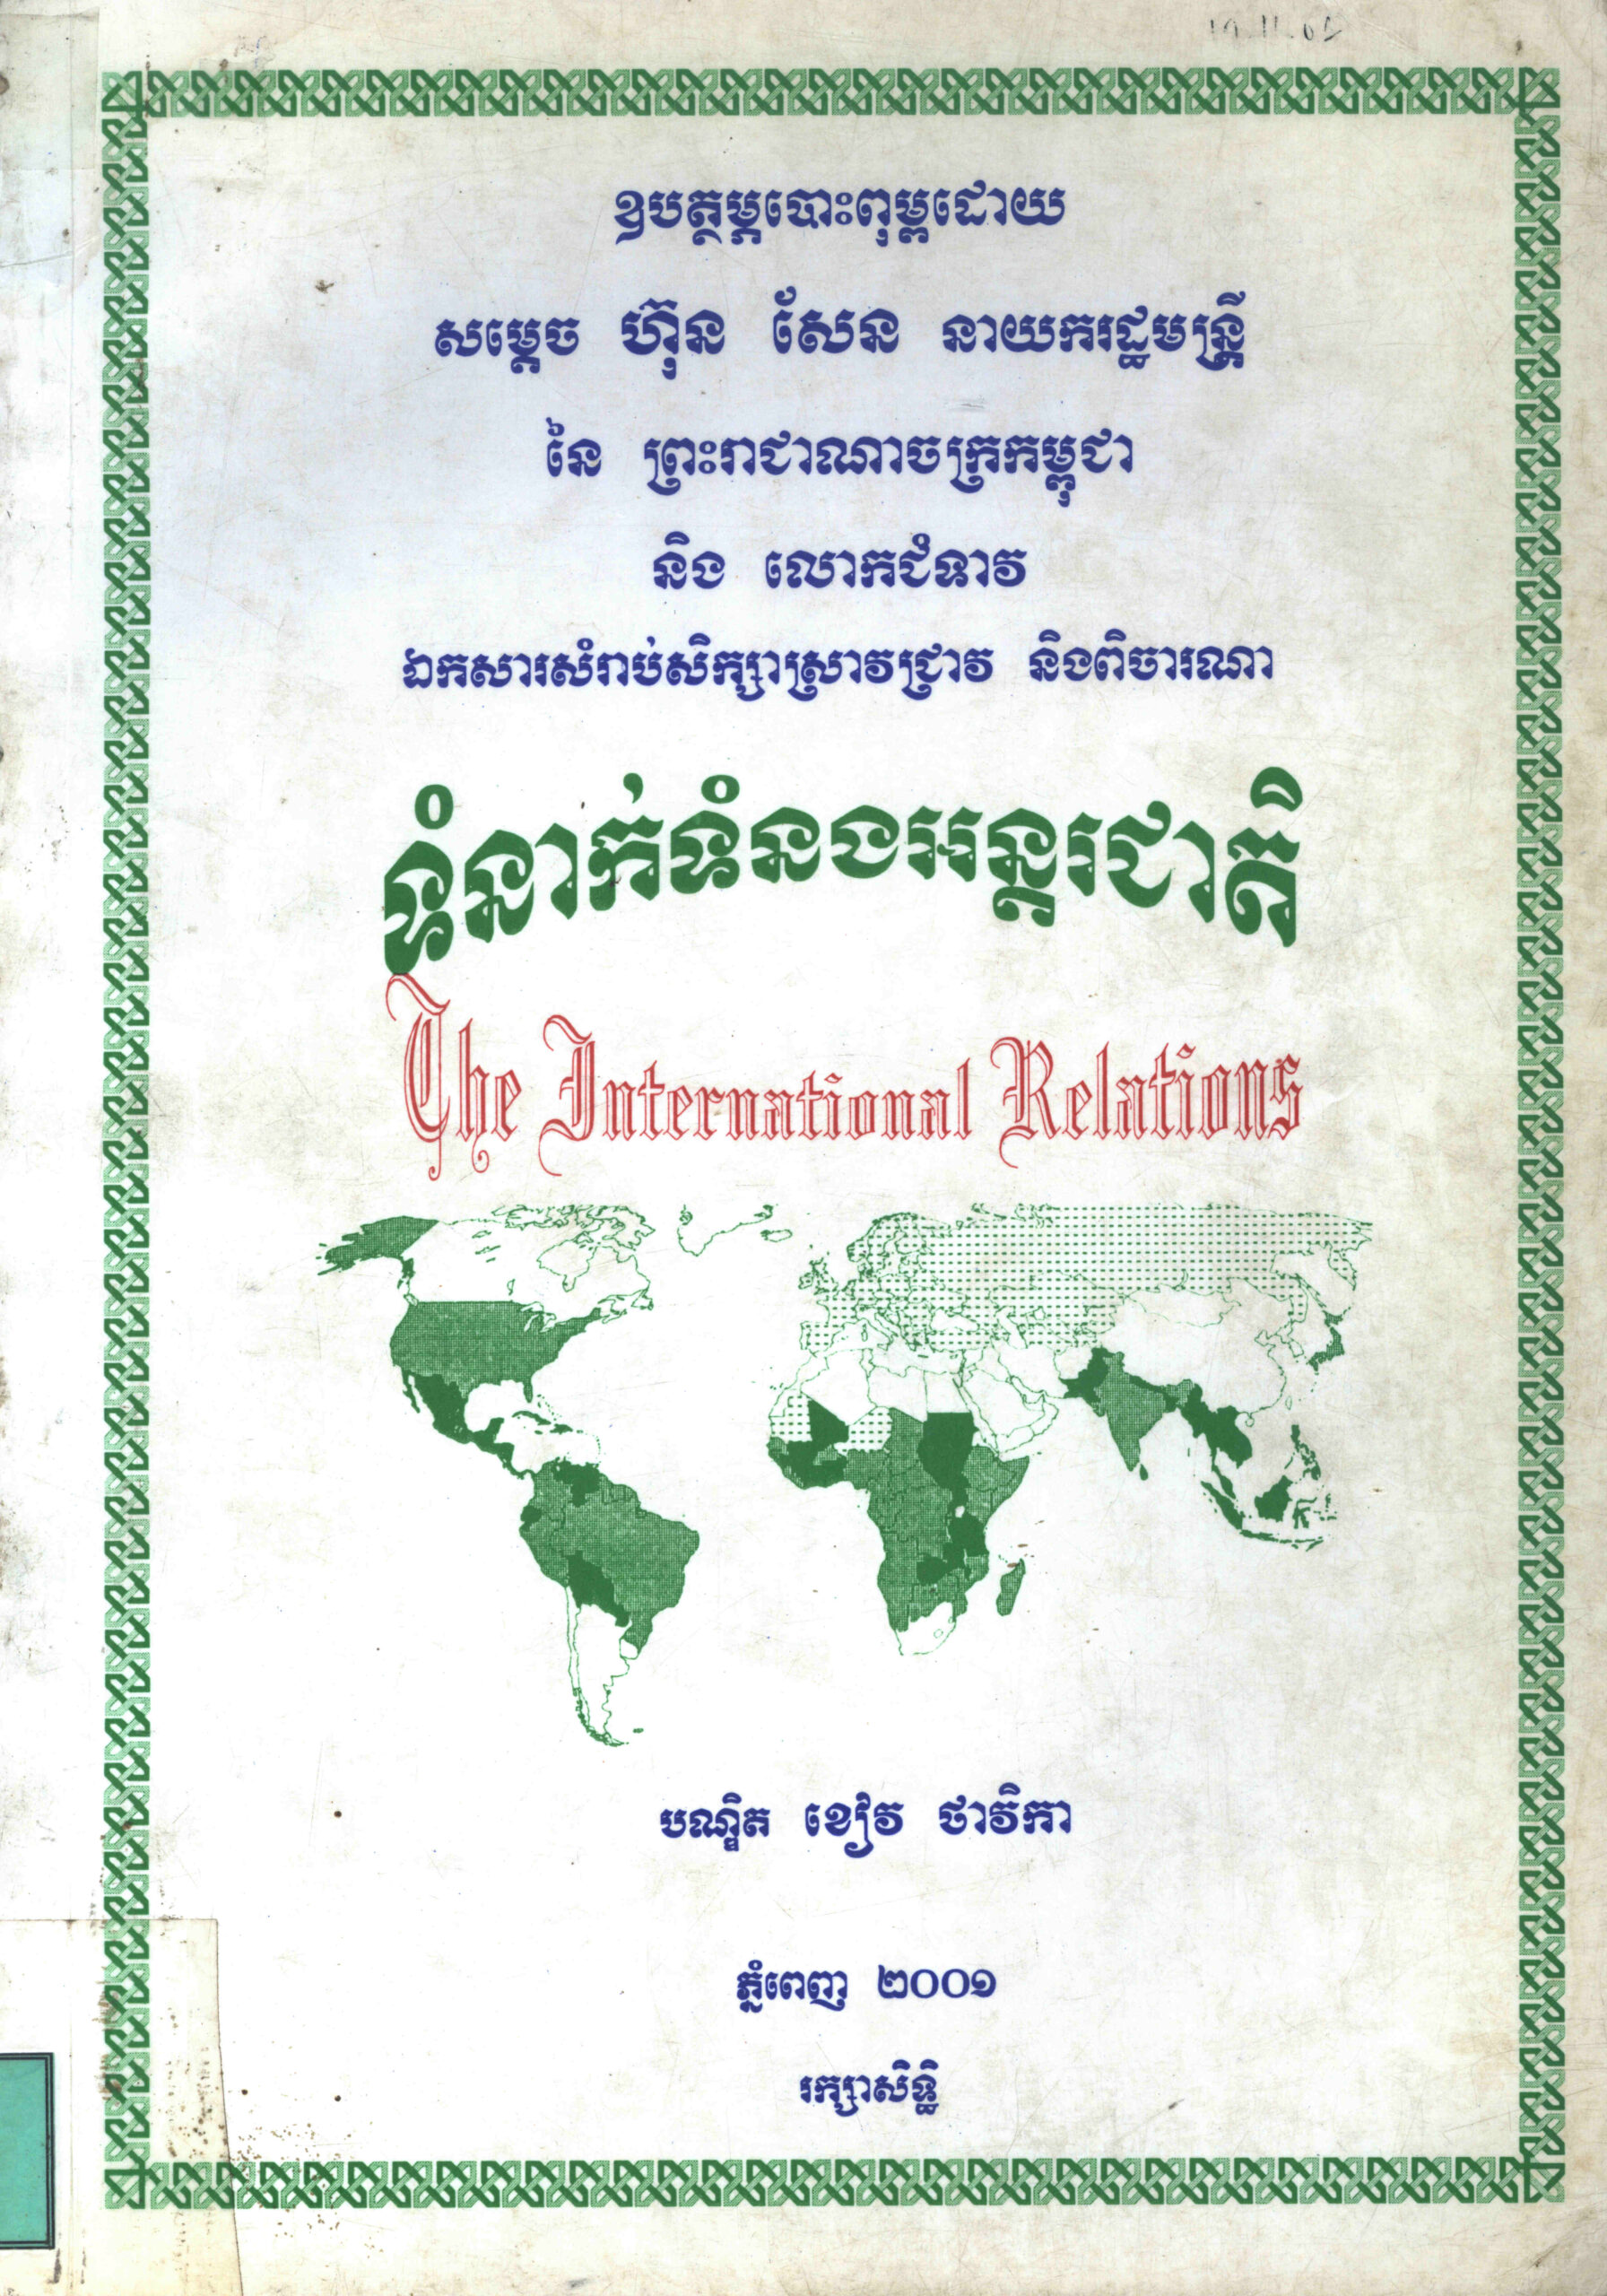 ឧបត្ថម្ភបោះពុម្ពដោយ
សម្តេច ហ៊ុន សែន នាយករដ្ឋមន្ត្រី
នៃ ព្រះរាជាណាចក្រកម្ពុជា
និង លោកជំទាវ
ឯកសារសំរាប់សិក្សាស្រាវជ្រាវ និងពិចារណា
ទំនាក់ទំនងអន្តរជាតិ
The International Relations
បណ្ឌិត ខៀវ ថាវិកា
ភ្នំពេញ ២០០១
រក្សាសិទ្ធិ